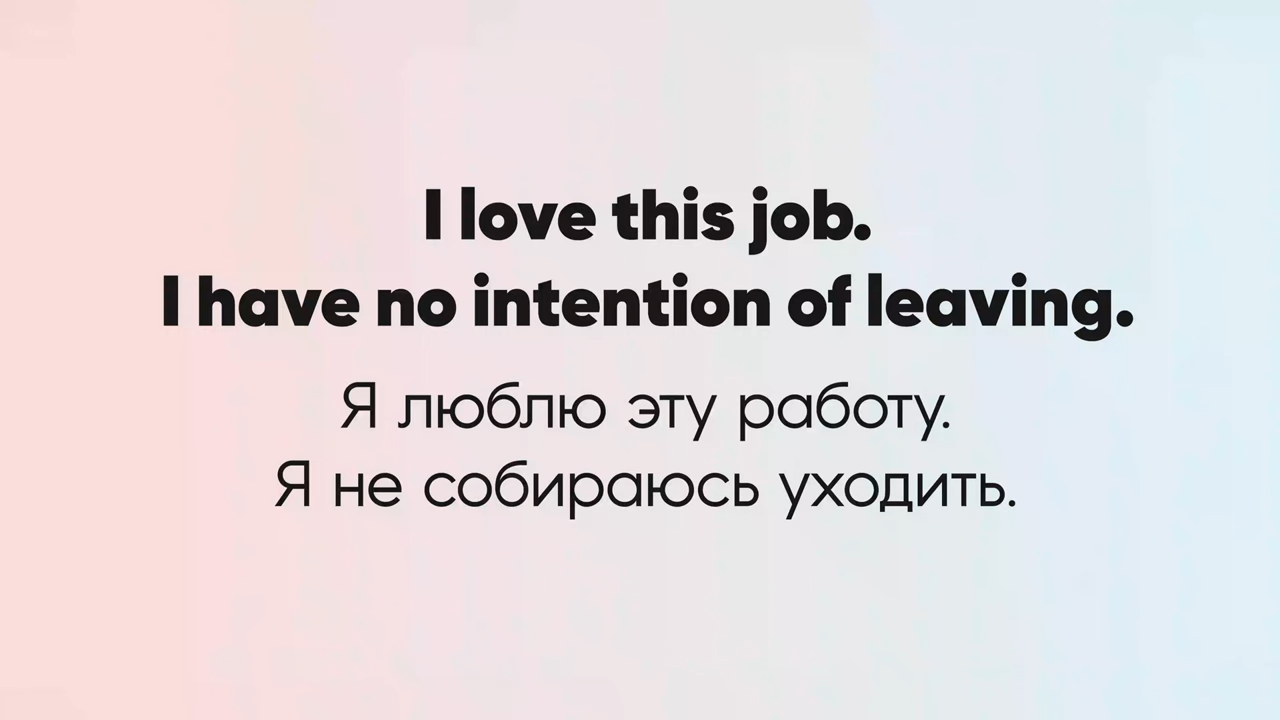 I love this job.
I have no intention of leaving.
Я люблю эту работу.
Я не собираюсь уходить.